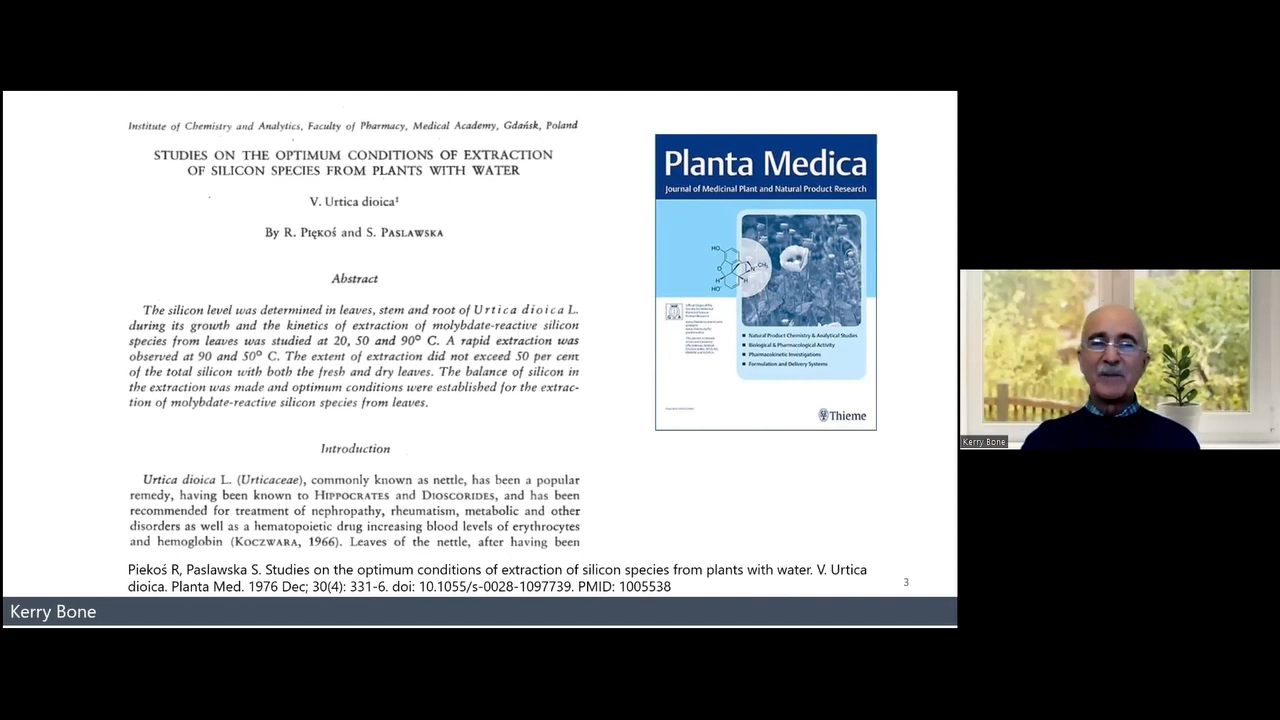 Institute of Chemistry and Analytics, Faculty of Pharmacy, Medical Academy, Gdańsk, Poland
STUDIES ON THE OPTIMUM CONDITIONS OF EXTRACTION
OF SILICON SPECIES FROM PLANTS WITH WATER
V. Urtica dioica¹
By R. PIĘKOŚ and S. PASLAWSKA
Abstract
The silicon level was determined in leaves, stem and root of Urtica dioica L.
during its growth and the kinetics of extraction of molybdate-reactive silicon
species from leaves was studied at 20, 50 and 90° C. A rapid extraction was
observed at 90 and 50° C. The extent of extraction did not exceed 50 per cent
of the total silicon with both the fresh and dry leaves. The balance of silicon in
the extraction was made and optimum conditions were established for the extrac-
tion of molybdate-reactive silicon species from leaves.
Introduction
Urtica dioica L. (Urticaceae), commonly known as nettle, has been a popular
remedy, having been known to HIPPOCRATES and DIOSCORIDES, and has been
recommended for treatment of nephropathy, rheumatism, metabolic and other
disorders as well as a hematopoietic drug increasing blood levels of erythrocytes
and hemoglobin (KOCZWARA, 1966). Leaves of the nettle, after having been
Planta Medica
Journal of Medicinal Plant and Natural Product Research
HO
O
N
CH₃
H
H
HO
Natural Product Chemistry & Analytical Studies
Biological & Pharmacological Activity
Pharmacokinetic Investigations
Formulation and Delivery Systems
Thieme
Piekoś R, Paslawska S. Studies on the optimum conditions of extraction of silicon species from plants with water. V. Urtica
dioica. Planta Med. 1976 Dec; 30(4): 331-6. doi: 10.1055/s-0028-1097739. PMID: 1005538
3
Kerry Bone
Kerry Bone